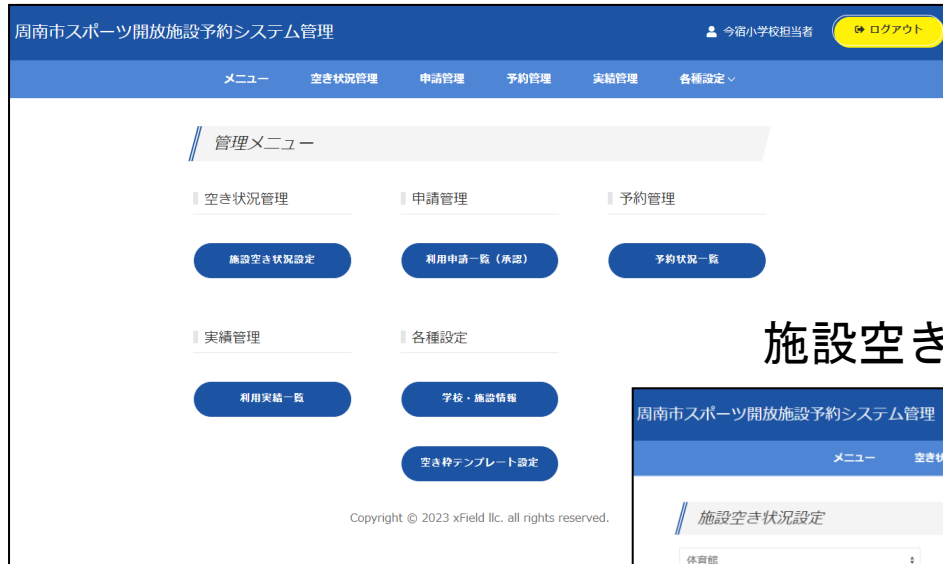 周南市スポーツ開放施設予約システム管理
今宿小学校担当者
ログアウト
メニュー 空き状況管理 申請管理 予約管理 実績管理 各種設定
管理メニュー
空き状況管理 申請管理 予約管理
施設空き状況設定 利用申請一覧（承認） 予約状況一覧
実績管理 各種設定
利用実績一覧 学校・施設情報
空き枠テンプレート設定
Copyright © 2023 xField llc. all rights reserved.
施設空き
周南市スポーツ開放施設予約システム管理
メニュー 空き状
施設空き状況設定
体育館